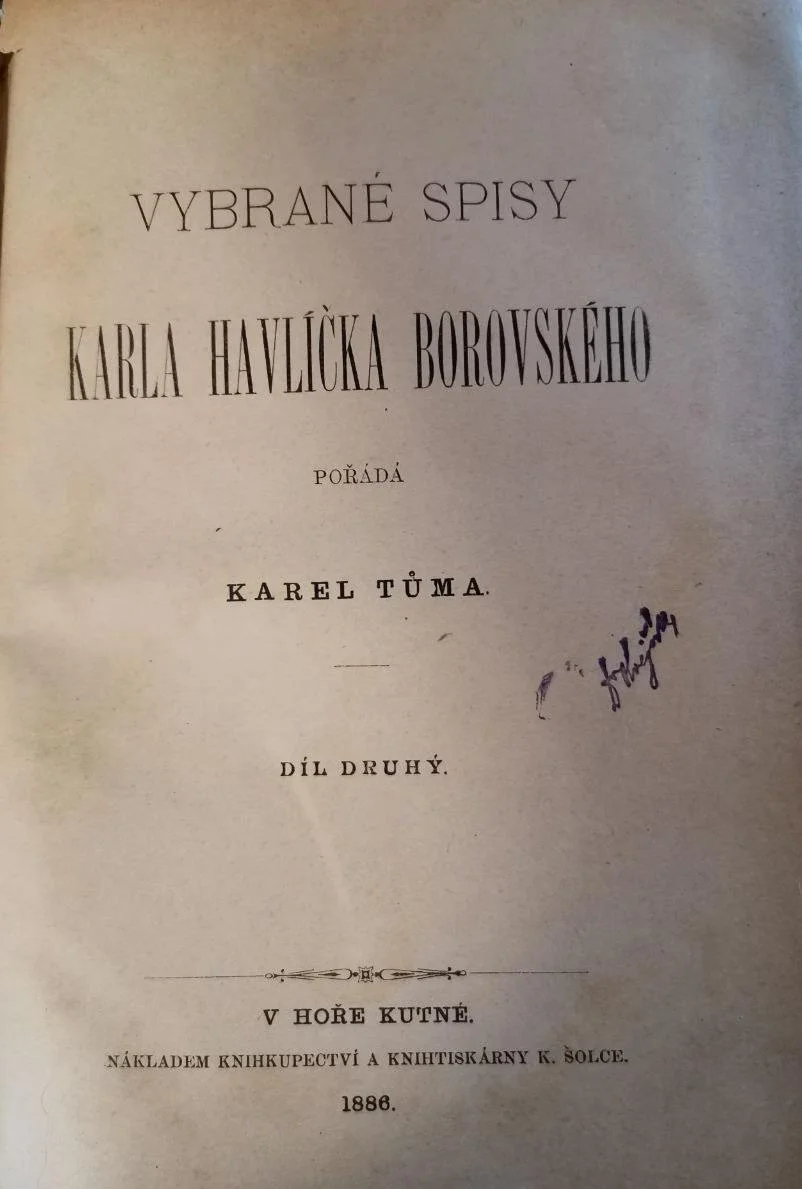 VYBRANÉ SPISY
KARLA HAVLÍČKA BOROVSKÉHO
POŘÁDÁ
KAREL TŮMA.
DÍL DRUHÝ.
V HOŘE KUTNÉ.
NÁKLADEM KNIHKUPECTVÍ A KNIHTISKÁRNY K. ŠOLCE.
1886.